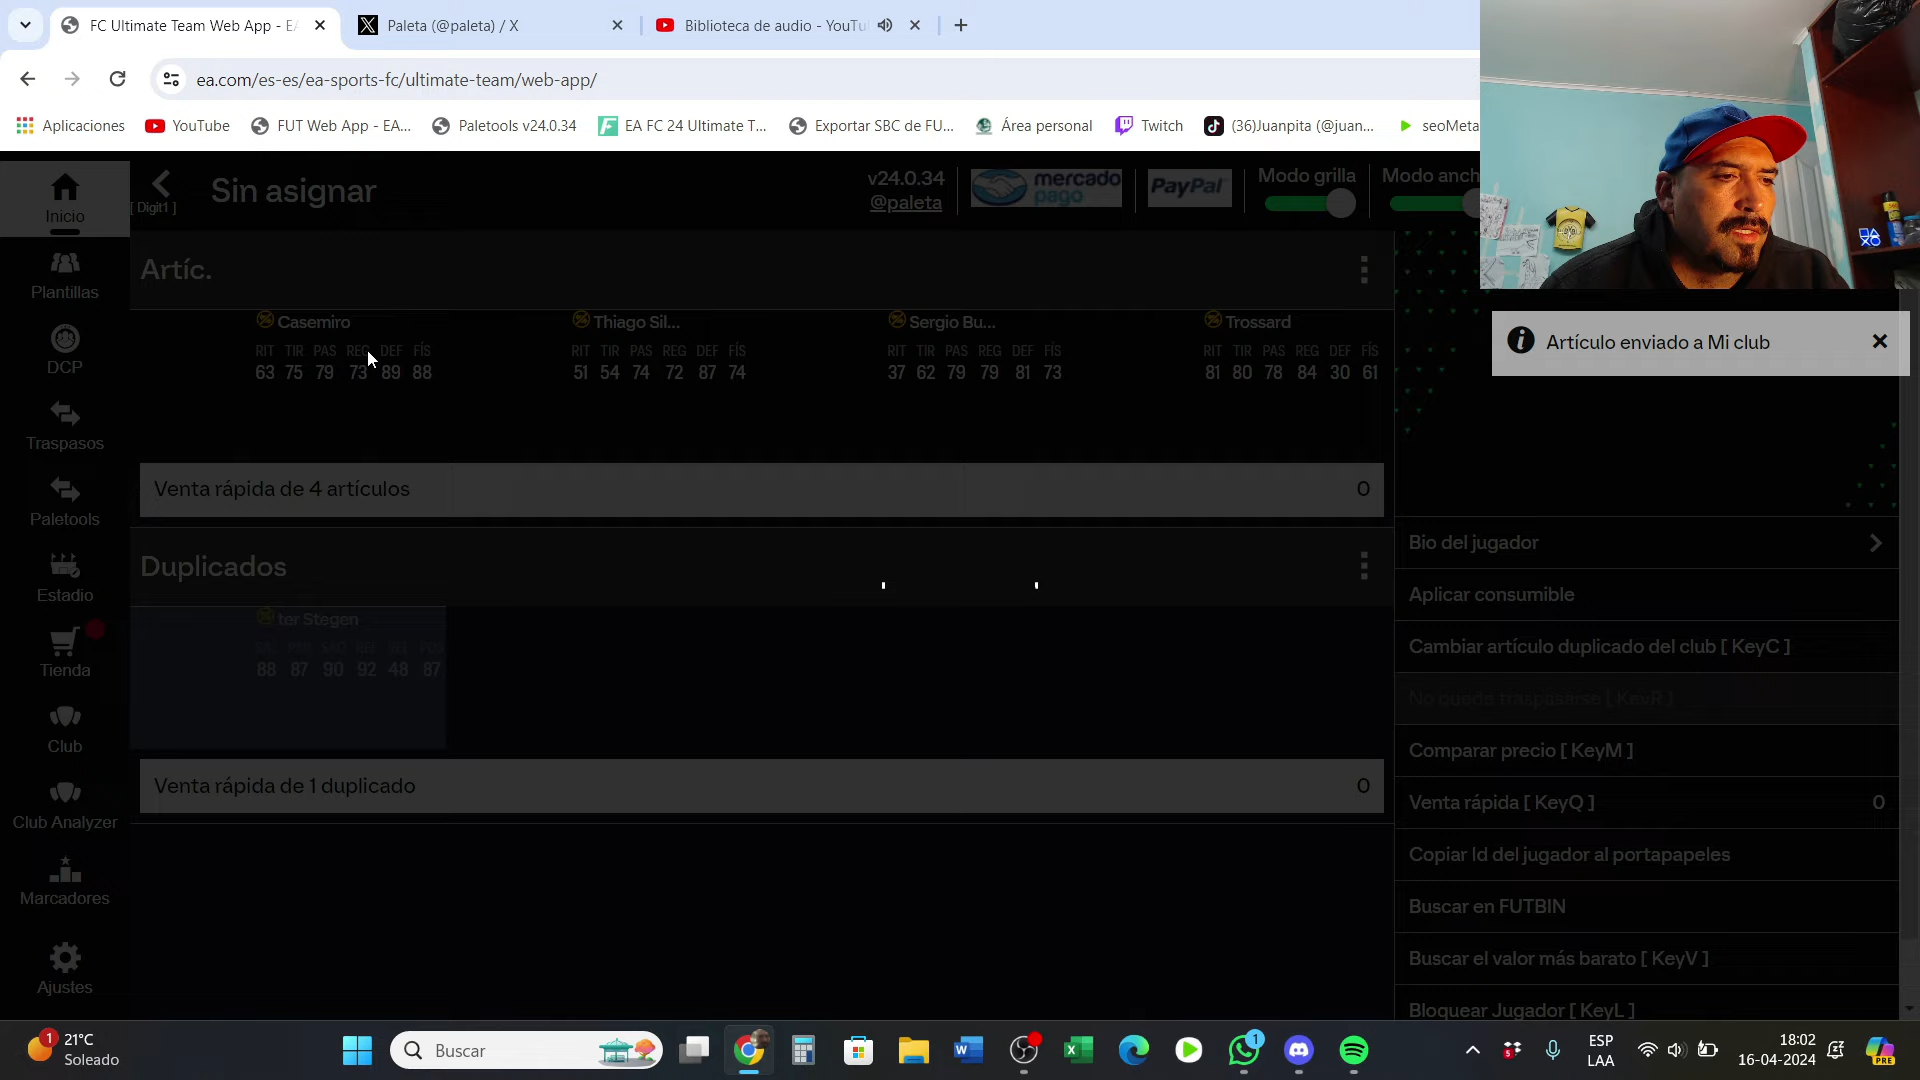 FC Ultimate Team Web App - EA
Paleta (@paleta) / X
Biblioteca de audio - YouTu
ea.com/es-es/ea-sports-fc/ultimate-team/web-app/
Aplicaciones
YouTube
FUT Web App - EA...
Paletools v24.0.34
EA FC 24 Ultimate T...
Exportar SBC de FU...
Área personal
Twitch
(36)Juanpita (@juan...
seoMeta
Inicio
[ Digit1 ]
Sin asignar
v24.0.34
@paleta
mercado
pago
PayPal
Modo grilla
Modo anch
Plantillas
DCP
Traspasos
Paletools
Estadio
Tienda
Club
Club Analyzer
Marcadores
Ajustes
Artíc.
Casemiro
RIT TIR PAS REG DEF FÍS
63 75 79 73 89 88
Thiago Sil...
RIT TIR PAS REG DEF FÍS
51 54 74 72 87 74
Sergio Bu...
RIT TIR PAS REG DEF FÍS
37 62 79 79 81 73
Trossard
RIT TIR PAS REG DEF FÍS
81 80 78 84 30 61
Venta rápida de 4 artículos 0
Duplicados
ter Stegen
88 87 90 92 48 87
Venta rápida de 1 duplicado 0
Artículo enviado a Mi club
Bio del jugador
Aplicar consumible
Cambiar artículo duplicado del club [ KeyC ]
No puede traspasarse [ KeyR ]
Comparar precio [ KeyM ]
Venta rápida [ KeyQ ] 0
Copiar Id del jugador al portapapeles
Buscar en FUTBIN
Buscar el valor más barato [ KeyV ]
Bloquear Jugador [ KeyL ]
1
21°C
Soleado
Buscar
1
5
ESP
LAA
18:02
16-04-2024
PRE